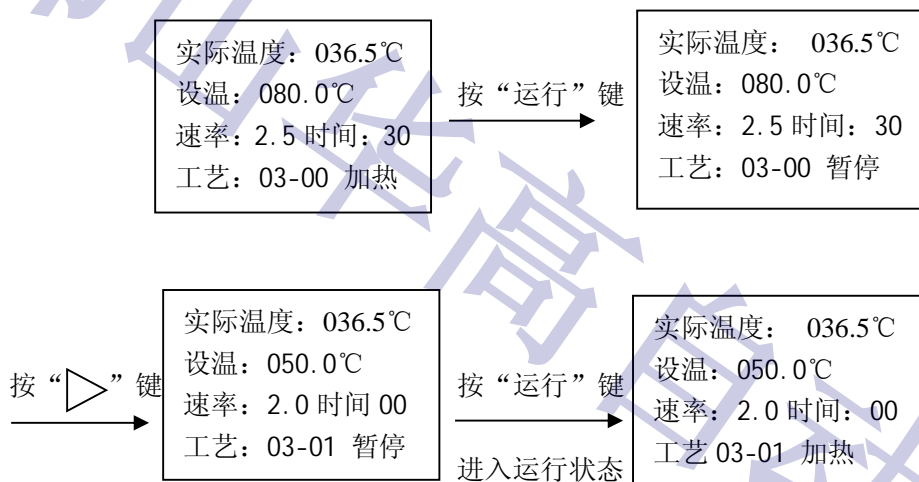 实际温度：036.5℃
设温：080.0℃
速率：2.5 时间：30
工艺：03-00 加热
按“运行”键
实际温度： 036.5℃
设温：080.0℃
速率：2.5 时间：30
工艺：03-00 暂停
按“▷”键
实际温度：036.5℃
设温：050.0℃
速率：2.0 时间 00
工艺：03-01 暂停
按“运行”键
进入运行状态
实际温度： 036.5℃
设温：050.0℃
速率：2.0 时间：00
工艺 03-01 加热
山华高自